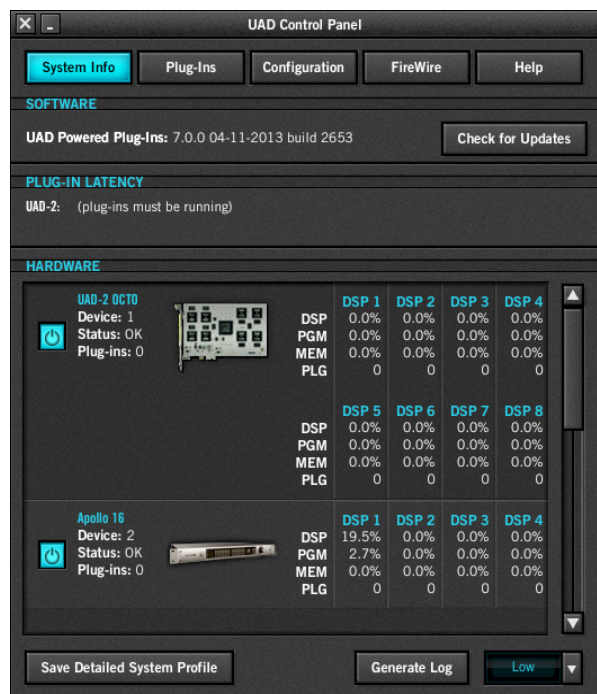 UAD Control Panel
System Info Plug-Ins Configuration FireWire Help
SOFTWARE
UAD Powered Plug-Ins: 7.0.0 04-11-2013 build 2653 Check for Updates
PLUG-IN LATENCY
UAD-2: (plug-ins must be running)
HARDWARE
UAD-2 OCTO DSP 1 DSP 2 DSP 3 DSP 4
Device: 1 DSP 0.0% 0.0% 0.0% 0.0%
Status: OK PGM 0.0% 0.0% 0.0% 0.0%
Plug-ins: 0 MEM 0.0% 0.0% 0.0% 0.0%
PLG 0 0 0 0
DSP 5 DSP 6 DSP 7 DSP 8
DSP 0.0% 0.0% 0.0% 0.0%
PGM 0.0% 0.0% 0.0% 0.0%
MEM 0.0% 0.0% 0.0% 0.0%
PLG 0 0 0 0
Apollo 16 DSP 1 DSP 2 DSP 3 DSP 4
Device: 2 DSP 19.5% 0.0% 0.0% 0.0%
Status: OK PGM 2.7% 0.0% 0.0% 0.0%
Plug-ins: 0 MEM 0.0% 0.0% 0.0% 0.0%
PLG 0 0 0 0
Save Detailed System Profile Generate Log Low